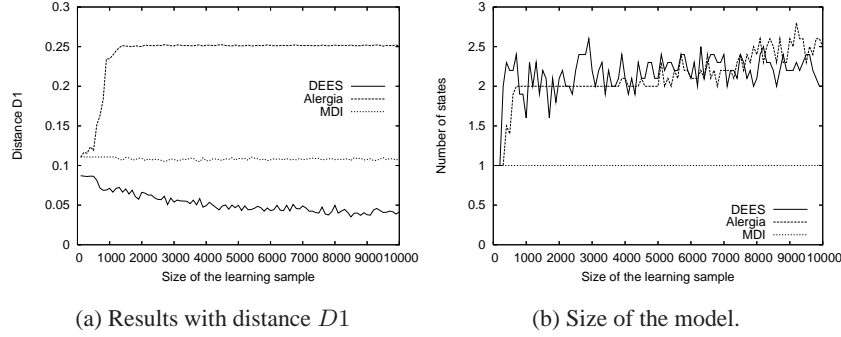 0.3
0.25
0.2
0.15
0.1
0.05
0
Distance D1
DEES
Alergia
MDI
0 1000 2000 3000 4000 5000 6000 7000 8000 9000 10000
Size of the learning sample
(a) Results with distance D1
3
2.5
2
1.5
1
0.5
0
Number of states
DEES
Alergia
MDI
0 1000 2000 3000 4000 5000 6000 7000 8000 9000 10000
Size of the learning sample
(b) Size of the model.